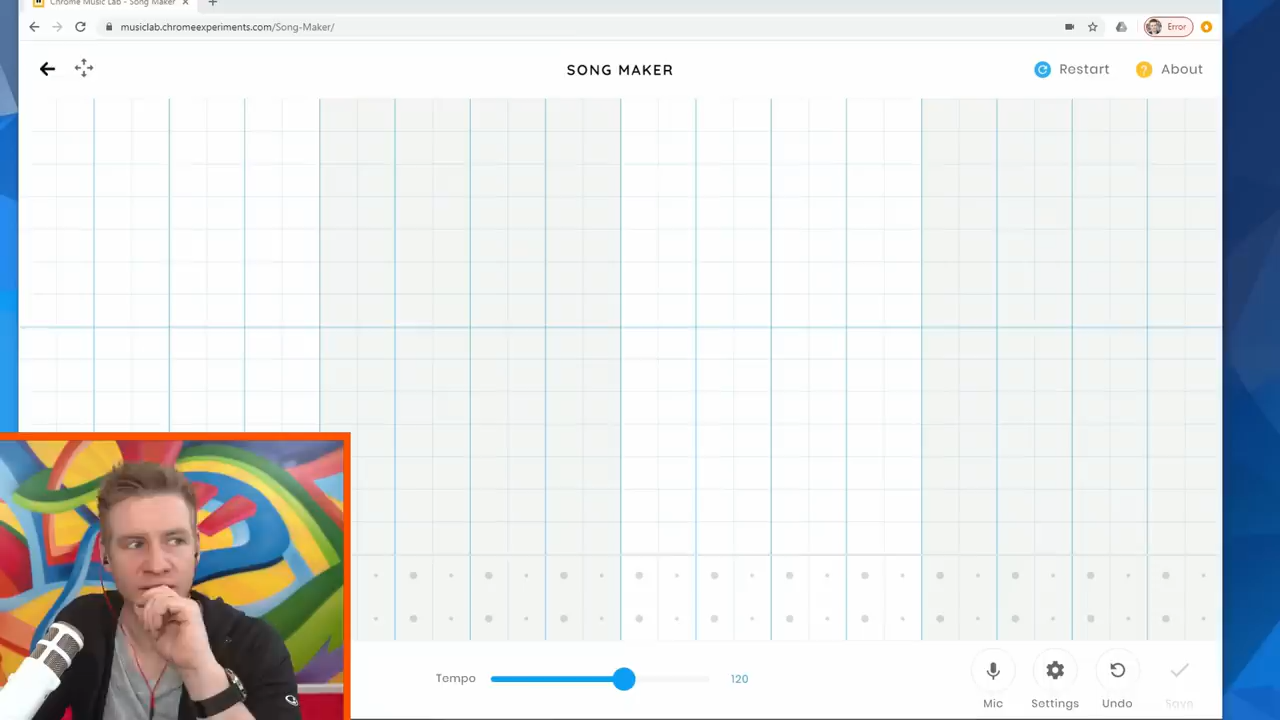 Chrome Music Lab - Song Maker
musiclab.chromeexperiments.com/Song-Maker/
Error
SONG MAKER
Restart
? About
Tempo
120
Mic
Settings
Undo
Save